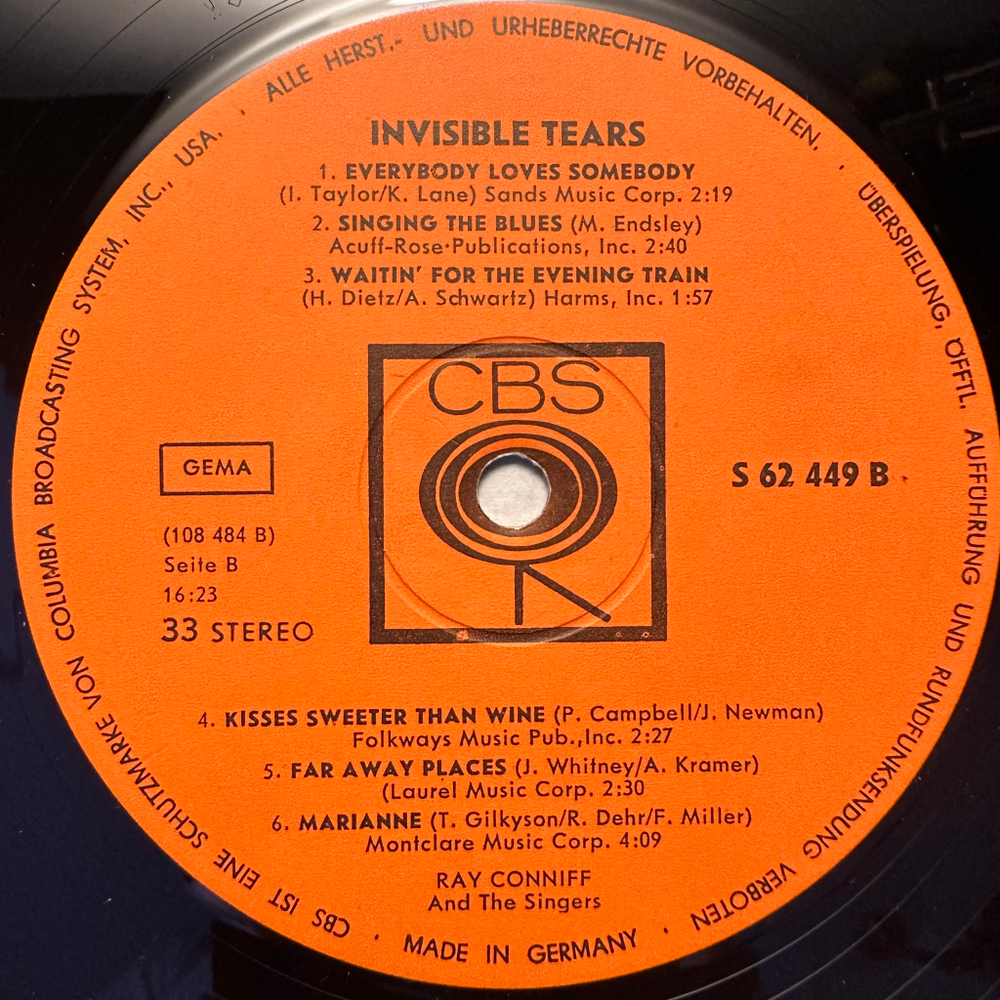 ALLE HERST.- UND URHEBERRECHTE VORBEHALTEN. · ÜBERSPIELUNG, ÖFFTL. AUFFÜHRUNG UND RUNDFUNKSENDUNG VERBOTEN · MADE IN GERMANY · CBS IST EINE SCHUTZMARKE VON COLUMBIA BROADCASTING SYSTEM, INC., USA. ·
INVISIBLE TEARS
1. EVERYBODY LOVES SOMEBODY
(I. Taylor/K. Lane) Sands Music Corp. 2:19
2. SINGING THE BLUES (M. Endsley)
Acuff-Rose·Publications, Inc. 2:40
3. WAITIN' FOR THE EVENING TRAIN
(H. Dietz/A. Schwartz) Harms, Inc. 1:57
CBS
GEMA
S 62 449 B
(108 484 B)
Seite B
16:23
33 STEREO
4. KISSES SWEETER THAN WINE (P. Campbell/J. Newman)
Folkways Music Pub.,Inc. 2:27
5. FAR AWAY PLACES (J. Whitney/A. Kramer)
(Laurel Music Corp. 2:30
6. MARIANNE (T. Gilkyson/R. Dehr/F. Miller)
Montclare Music Corp. 4:09
RAY CONNIFF
And The Singers